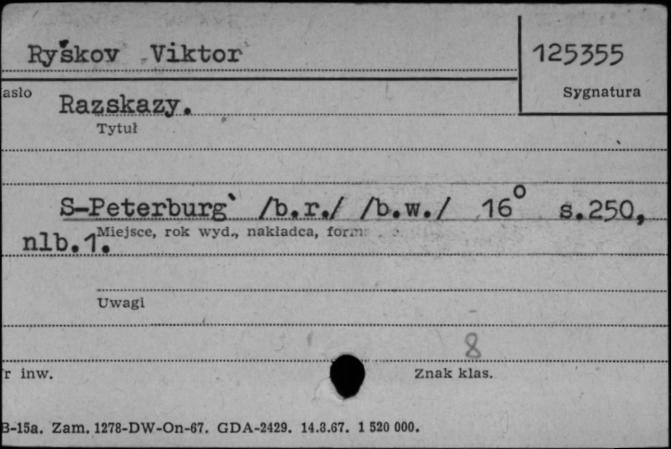 Ryškov Viktor
125355
asło
Sygnatura
Razskazy.
Tytuł
S-Peterburg` /b.r./ /b.w./ 16° s.250,
nlb.1.
Miejsce, rok wyd., nakładca, form
Uwagi
8
r inw.
Znak klas.
B-15a. Zam. 1278-DW-On-67. GDA-2429. 14.8.67. 1 520 000.